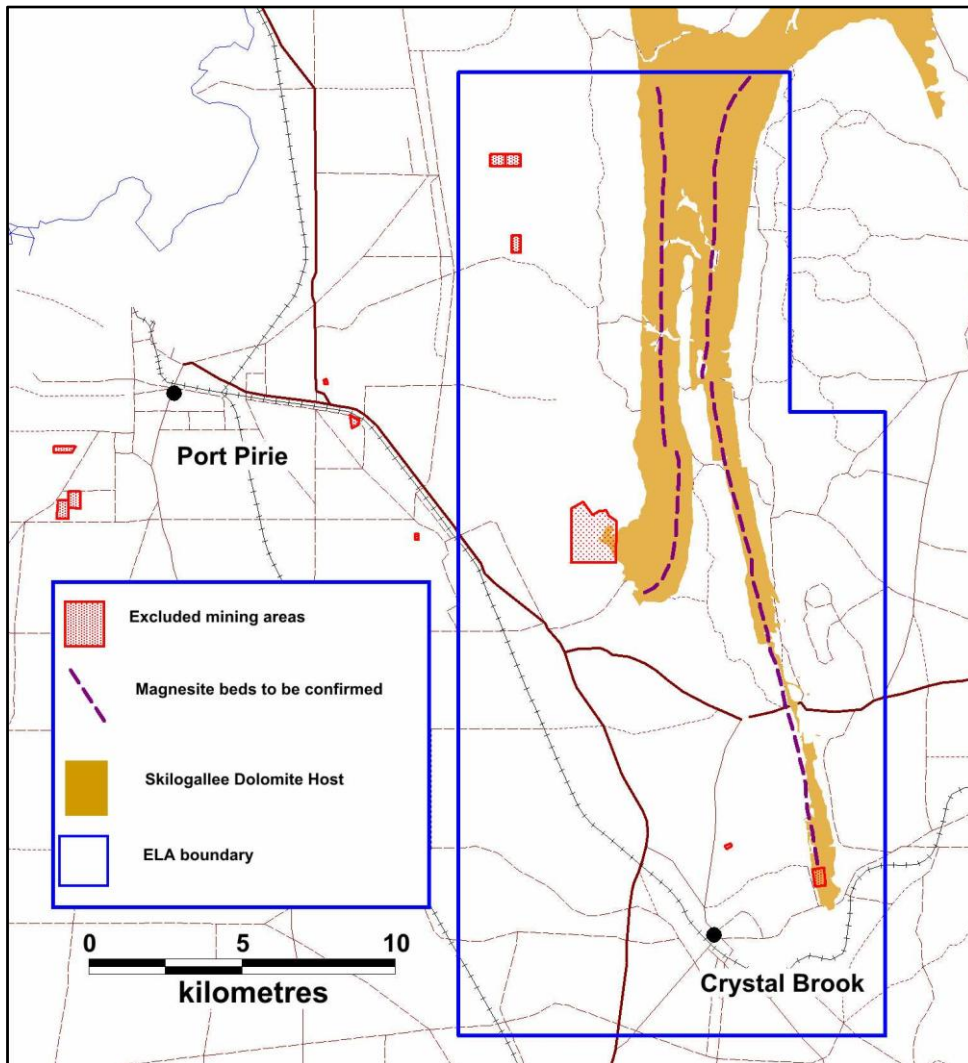 Port Pirie
Excluded mining areas
Magnesite beds to be confirmed
Skilogallee Dolomite Host
ELA boundary
0 5 10
kilometres
Crystal Brook